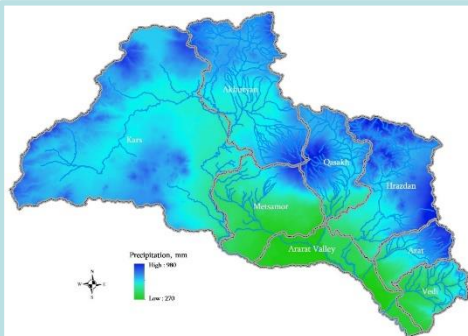 Akhuryan
Kars
Qasakh
Hrazdan
Metsamor
Ararat Valley
Azat
Vedi
Precipitation, mm
High : 980
Low : 270
N
W
E
S